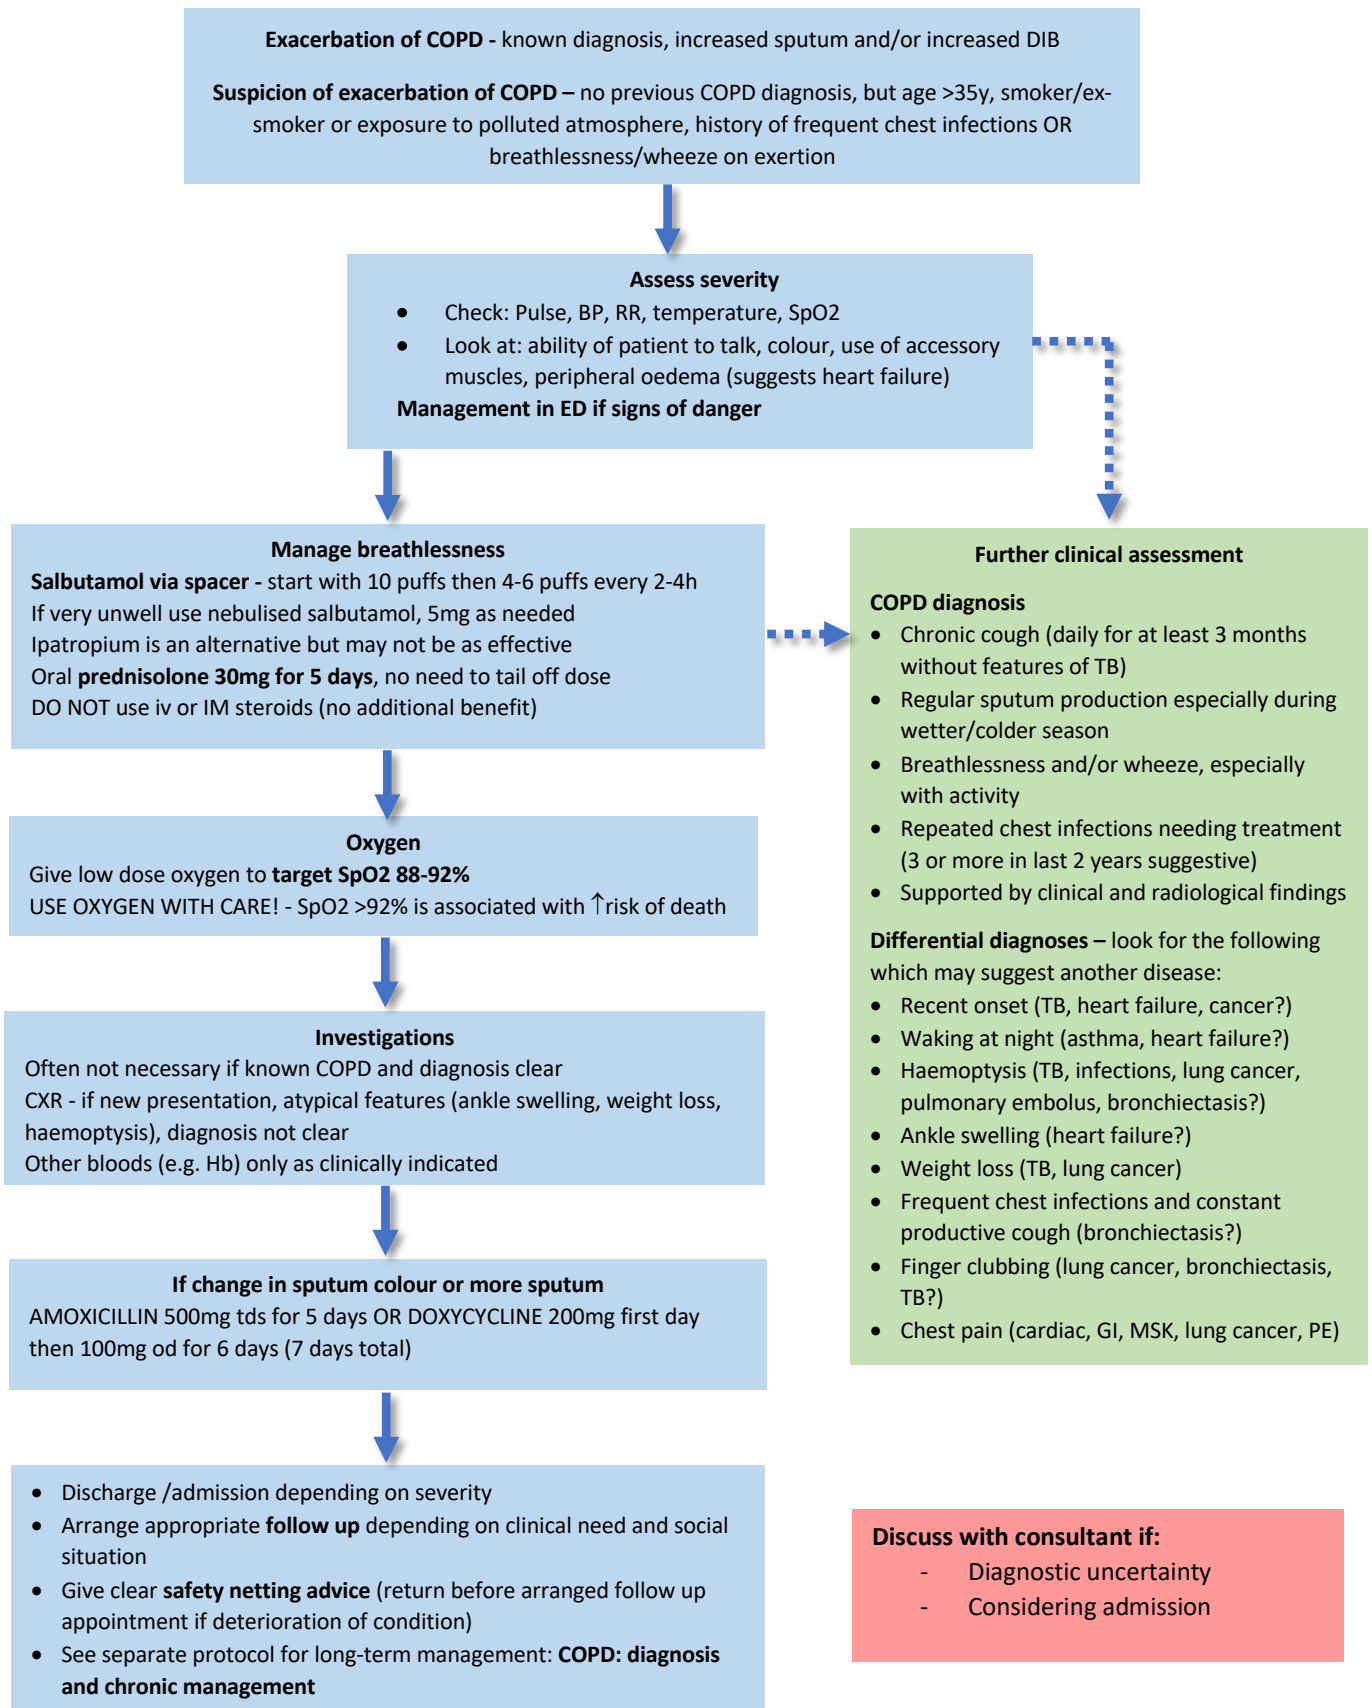 Exacerbation of COPD - known diagnosis, increased sputum and/or increased DIB
Suspicion of exacerbation of COPD – no previous COPD diagnosis, but age >35y, smoker/ex-
smoker or exposure to polluted atmosphere, history of frequent chest infections OR
breathlessness/wheeze on exertion
Assess severity
• Check: Pulse, BP, RR, temperature, SpO2
• Look at: ability of patient to talk, colour, use of accessory
muscles, peripheral oedema (suggests heart failure)
Management in ED if signs of danger
Manage breathlessness
Salbutamol via spacer - start with 10 puffs then 4-6 puffs every 2-4h
If very unwell use nebulised salbutamol, 5mg as needed
Ipatropium is an alternative but may not be as effective
Oral prednisolone 30mg for 5 days, no need to tail off dose
DO NOT use iv or IM steroids (no additional benefit)
Oxygen
Give low dose oxygen to target SpO2 88-92%
USE OXYGEN WITH CARE! - SpO2 >92% is associated with ↑risk of death
Investigations
Often not necessary if known COPD and diagnosis clear
CXR - if new presentation, atypical features (ankle swelling, weight loss,
haemoptysis), diagnosis not clear
Other bloods (e.g. Hb) only as clinically indicated
If change in sputum colour or more sputum
AMOXICILLIN 500mg tds for 5 days OR DOXYCYCLINE 200mg first day
then 100mg od for 6 days (7 days total)
• Discharge /admission depending on severity
• Arrange appropriate follow up depending on clinical need and social
situation
• Give clear safety netting advice (return before arranged follow up
appointment if deterioration of condition)
• See separate protocol for long-term management: COPD: diagnosis
and chronic management
Further clinical assessment
COPD diagnosis
• Chronic cough (daily for at least 3 months
without features of TB)
• Regular sputum production especially during
wetter/colder season
• Breathlessness and/or wheeze, especially
with activity
• Repeated chest infections needing treatment
(3 or more in last 2 years suggestive)
• Supported by clinical and radiological findings
Differential diagnoses – look for the following
which may suggest another disease:
• Recent onset (TB, heart failure, cancer?)
• Waking at night (asthma, heart failure?)
• Haemoptysis (TB, infections, lung cancer,
pulmonary embolus, bronchiectasis?)
• Ankle swelling (heart failure?)
• Weight loss (TB, lung cancer)
• Frequent chest infections and constant
productive cough (bronchiectasis?)
• Finger clubbing (lung cancer, bronchiectasis,
TB?)
• Chest pain (cardiac, GI, MSK, lung cancer, PE)
Discuss with consultant if:
- Diagnostic uncertainty
- Considering admission